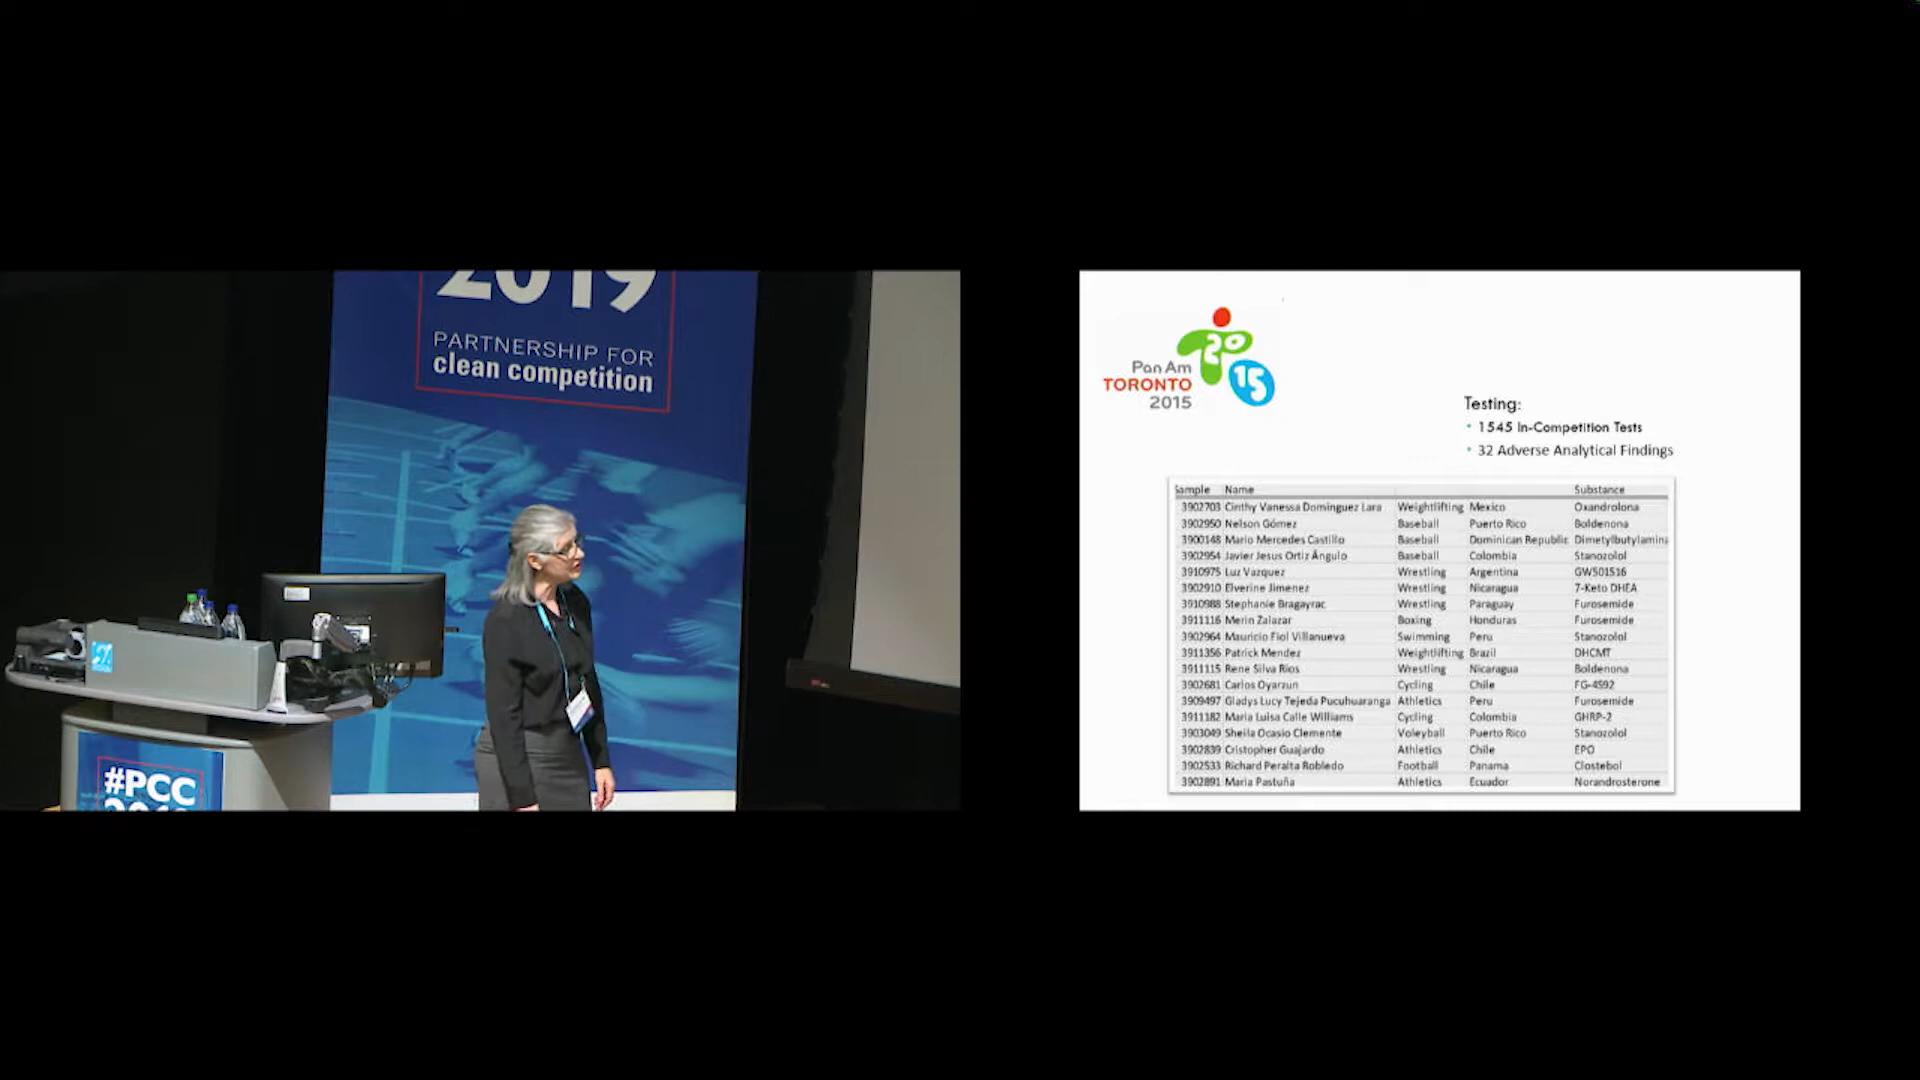 2019
PARTNERSHIP FOR
clean competition
#PCC
Pan Am
TORONTO
2015
20
15
Testing:
• 1545 In-Competition Tests
• 32 Adverse Analytical Findings
Sample Name Substance
3902703 Cinthy Vanessa Dominguez Lara Weightlifting Mexico Oxandrolona
3902950 Nelson Gómez Baseball Puerto Rico Boldenona
3900148 Mario Mercedes Castillo Baseball Dominican Republic Dimetylbutylamina
3902954 Javier Jesus Ortiz Ángulo Baseball Colombia Stanozolol
3910975 Luz Vazquez Wrestling Argentina GW501516
3902910 Elverine Jimenez Wrestling Nicaragua 7-Keto DHEA
3910988 Stephanie Bragayrac Wrestling Paraguay Furosemide
3911116 Merin Zalazar Boxing Honduras Furosemide
3902964 Mauricio Fiol Villanueva Swimming Peru Stanozolol
3911356 Patrick Mendez Weightlifting Brazil DHCMT
3911115 Rene Silva Rios Wrestling Nicaragua Boldenona
3902681 Carlos Oyarzun Cycling Chile FG-4592
3909497 Gladys Lucy Tejeda Pucuhuaranga Athletics Peru Furosemide
3911182 Maria Luisa Calle Williams Cycling Colombia GHRP-2
3903049 Sheila Ocasio Clemente Voleyball Puerto Rico Stanozolol
3902839 Cristopher Guajardo Athletics Chile EPO
3902533 Richard Peralta Robledo Football Panama Clostebol
3902891 Maria Pastuña Athletics Ecuador Norandrosterone